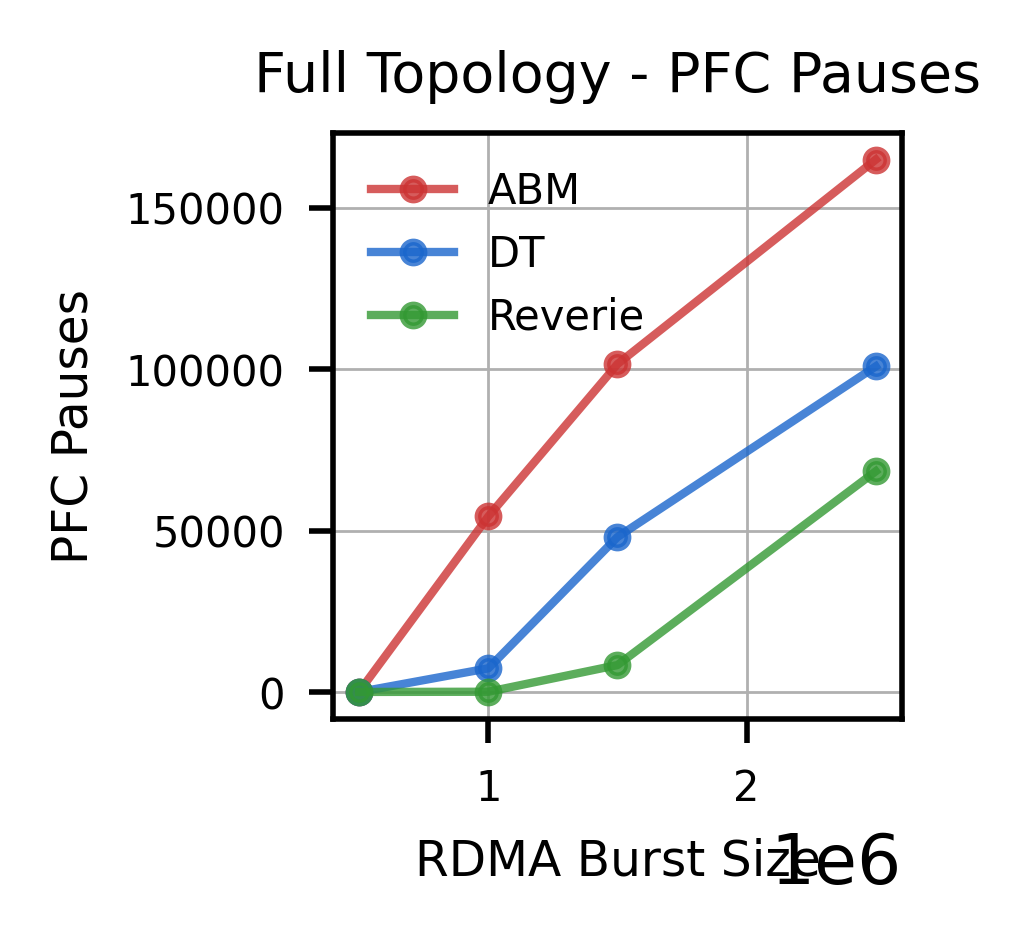 Full Topology - PFC Pauses
ABM
DT
Reverie
PFC Pauses
150000
100000
50000
0
1
2
RDMA Burst Size
1e6